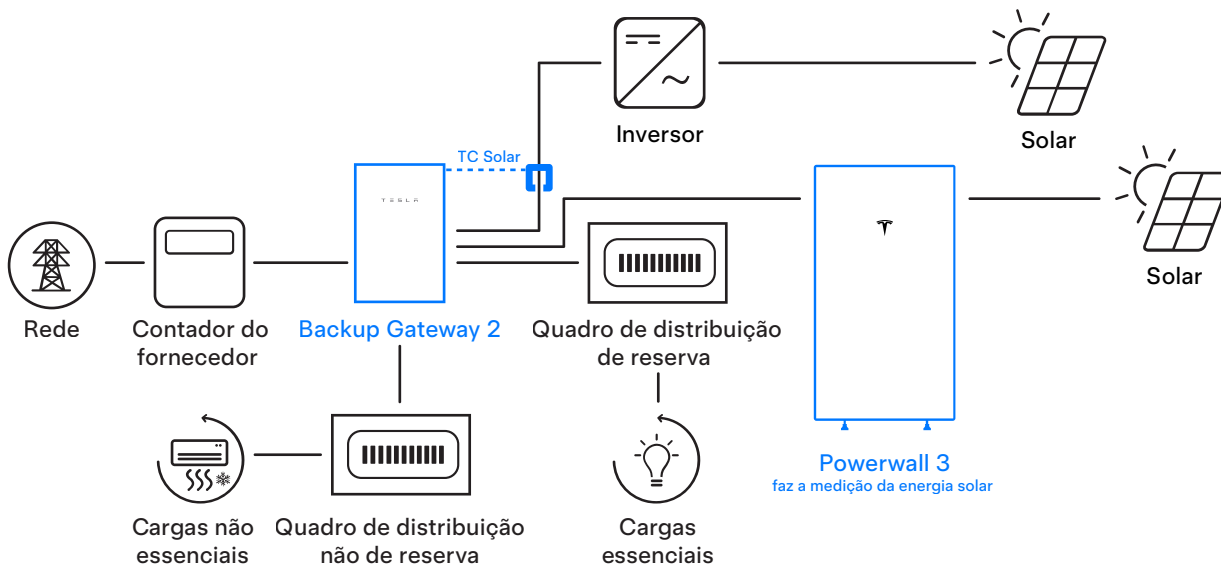 Inversor
Solar
TC Solar
TESLA
Solar
Rede
Contador do
fornecedor
Backup Gateway 2
Quadro de distribuição
de reserva
Powerwall 3
faz a medição da energia solar
Cargas não
essenciais
Quadro de distribuição
não de reserva
Cargas
essenciais